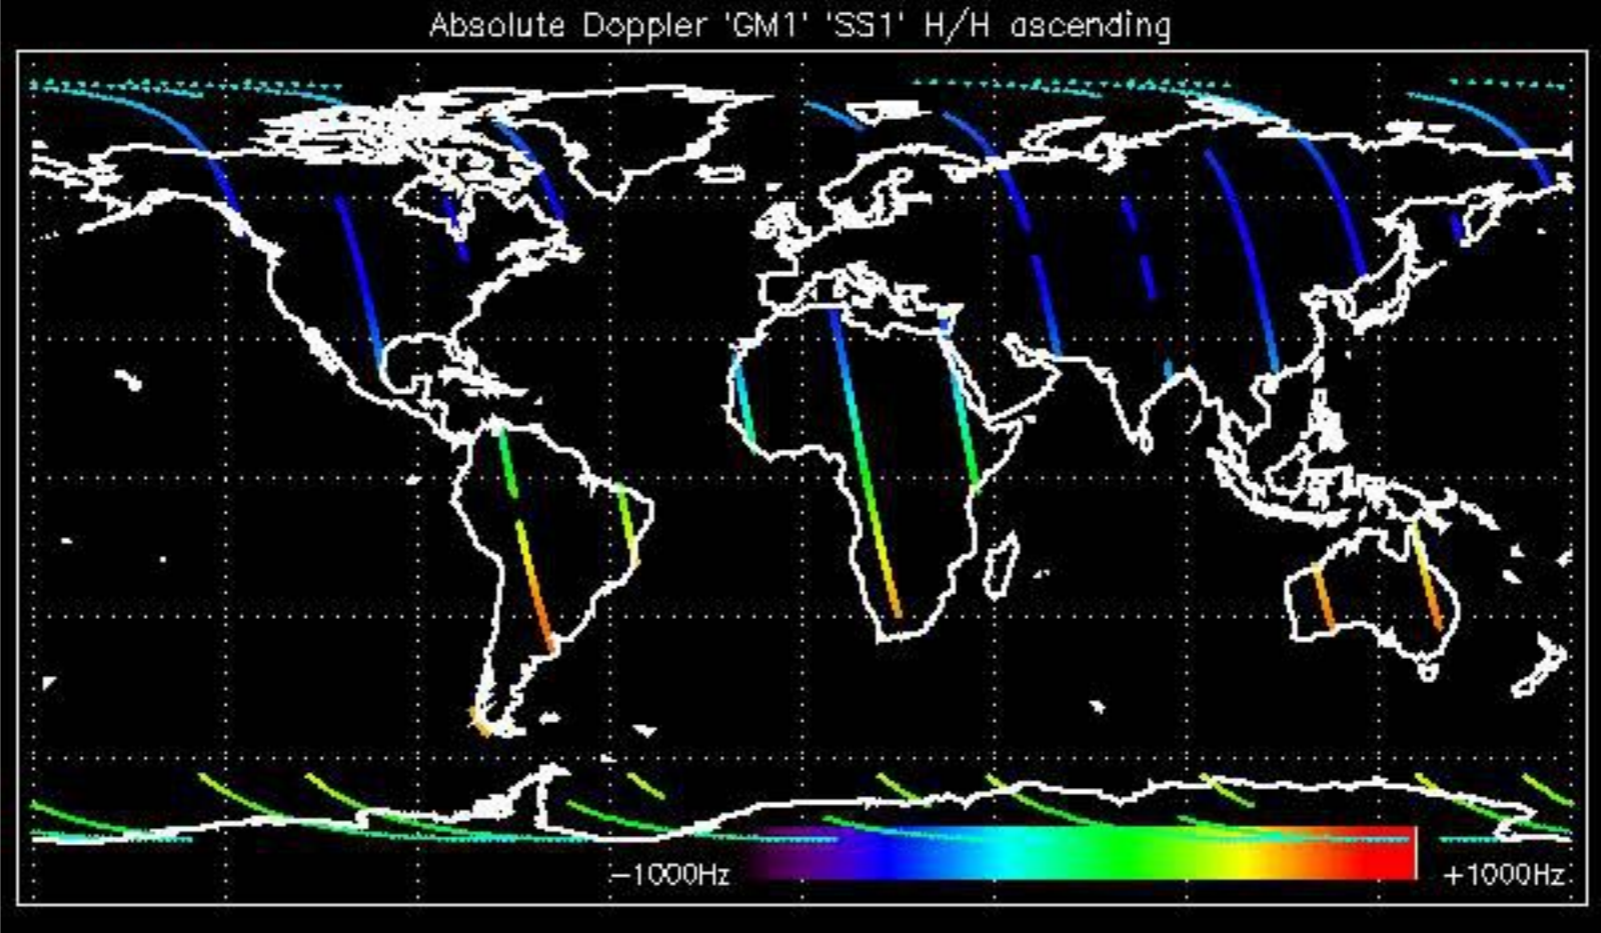 Absolute Doppler 'GM1' 'SS1' H/H ascending
−1000Hz
+1000Hz